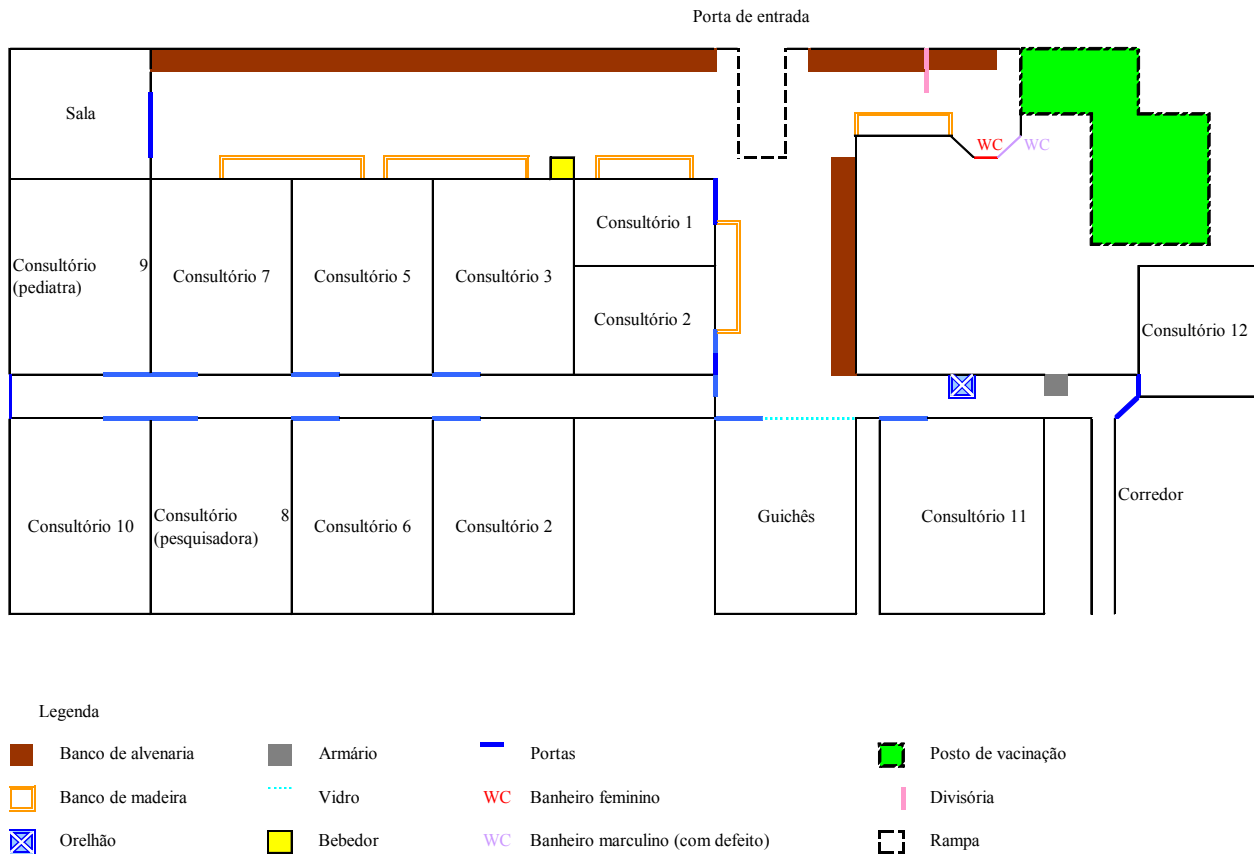 Porta de entrada
Sala
WC WC
Consultório 1
Consultório 9
(pediatra)
Consultório 7
Consultório 5
Consultório 3
Consultório 2
Consultório 12
Consultório 10
Consultório 8
(pesquisadora)
Consultório 6
Consultório 2
Guichês
Consultório 11
Corredor
Legenda
Banco de alvenaria
Armário
Portas
Posto de vacinação
Banco de madeira
Vidro
WC Banheiro feminino
Divisória
Orelhão
Bebedor
WC Banheiro marculino (com defeito)
Rampa